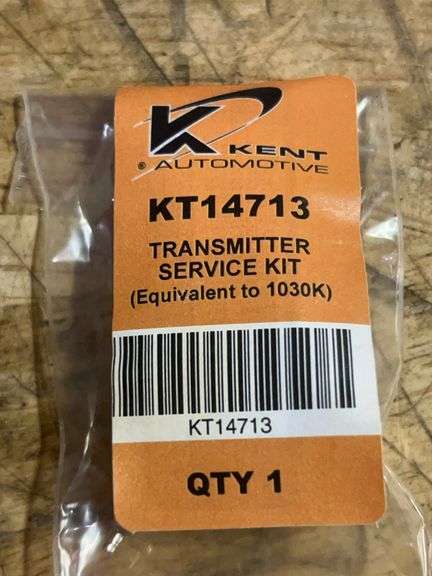 K KENT
® AUTOMOTIVE
KT14713
TRANSMITTER
SERVICE KIT
(Equivalent to 1030K)
KT14713
QTY 1